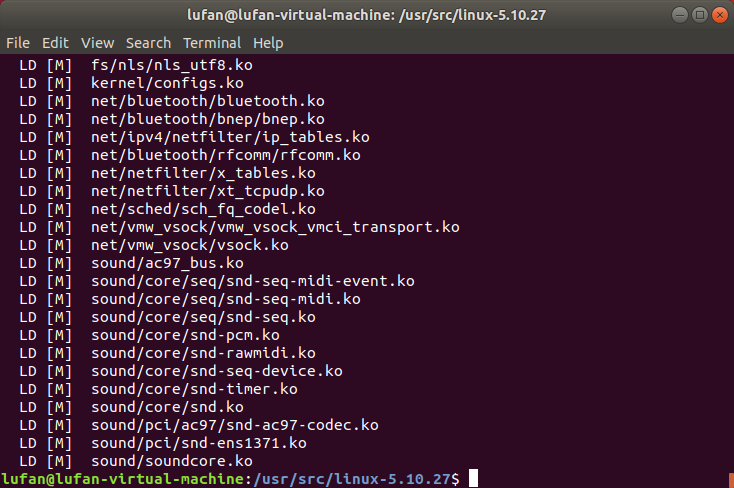 lufan@lufan-virtual-machine: /usr/src/linux-5.10.27
File Edit View Search Terminal Help
LD [M] fs/nls/nls_utf8.ko
LD [M] kernel/configs.ko
LD [M] net/bluetooth/bluetooth.ko
LD [M] net/bluetooth/bnep/bnep.ko
LD [M] net/ipv4/netfilter/ip_tables.ko
LD [M] net/bluetooth/rfcomm/rfcomm.ko
LD [M] net/netfilter/x_tables.ko
LD [M] net/netfilter/xt_tcpudp.ko
LD [M] net/sched/sch_fq_codel.ko
LD [M] net/vmw_vsock/vmw_vsock_vmci_transport.ko
LD [M] net/vmw_vsock/vsock.ko
LD [M] sound/ac97_bus.ko
LD [M] sound/core/seq/snd-seq-midi-event.ko
LD [M] sound/core/seq/snd-seq-midi.ko
LD [M] sound/core/seq/snd-seq.ko
LD [M] sound/core/snd-pcm.ko
LD [M] sound/core/snd-rawmidi.ko
LD [M] sound/core/snd-seq-device.ko
LD [M] sound/core/snd-timer.ko
LD [M] sound/core/snd.ko
LD [M] sound/pci/ac97/snd-ac97-codec.ko
LD [M] sound/pci/snd-ens1371.ko
LD [M] sound/soundcore.ko
lufan@lufan-virtual-machine:/usr/src/linux-5.10.27$